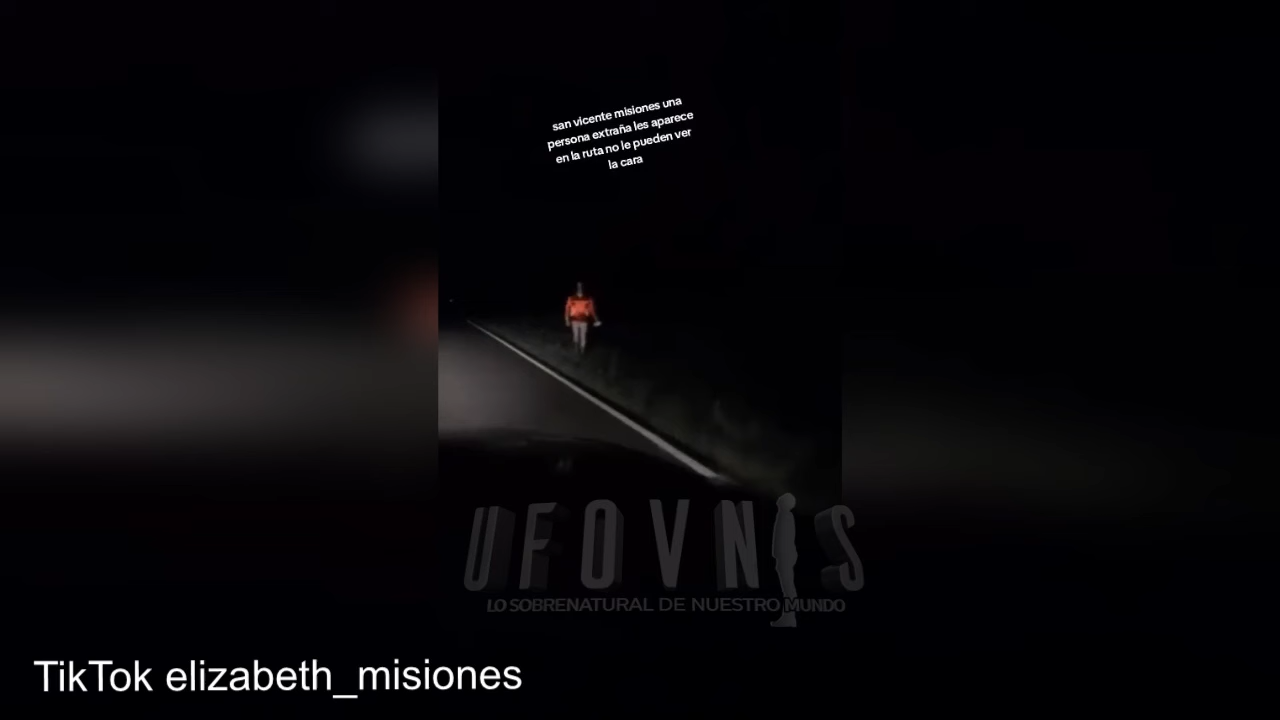 san vicente misiones una
persona extraña les aparece
en la ruta no le pueden ver
la cara
UFOVNIS
LO SOBRENATURAL DE NUESTRO MUNDO
TikTok elizabeth_misiones